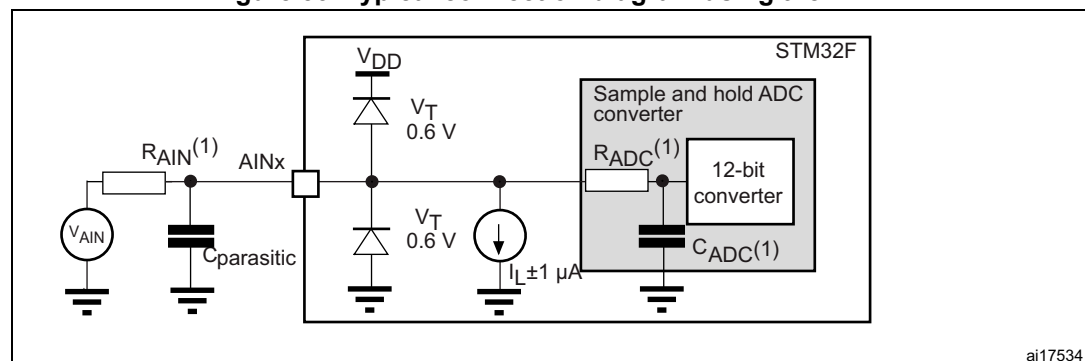 STM32F
VDD
VT
0.6 V
Sample and hold ADC
converter
RAIN(1)
AINx
RADC(1)
12-bit
converter
VAIN
Cparasitic
VT
0.6 V
IL±1 µA
CADC(1)
ai17534